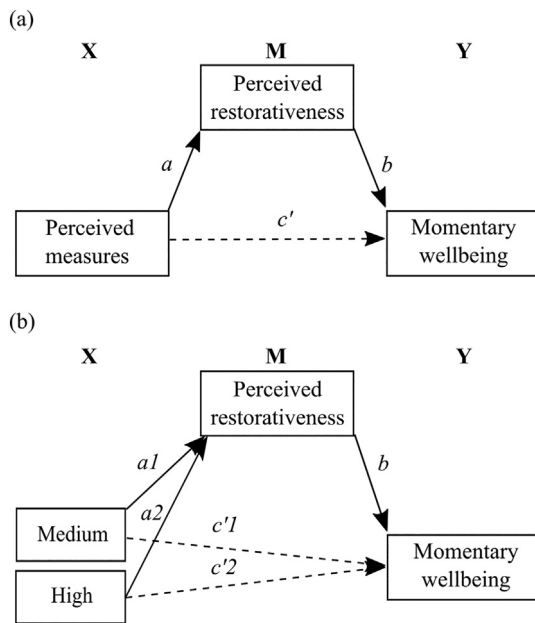 (a)
X M Y
Perceived
restorativeness
a
b
Perceived
measures
c'
Momentary
wellbeing
(b)
X M Y
Perceived
restorativeness
a1
b
a2
Medium
c'1
c'2
High
Momentary
wellbeing